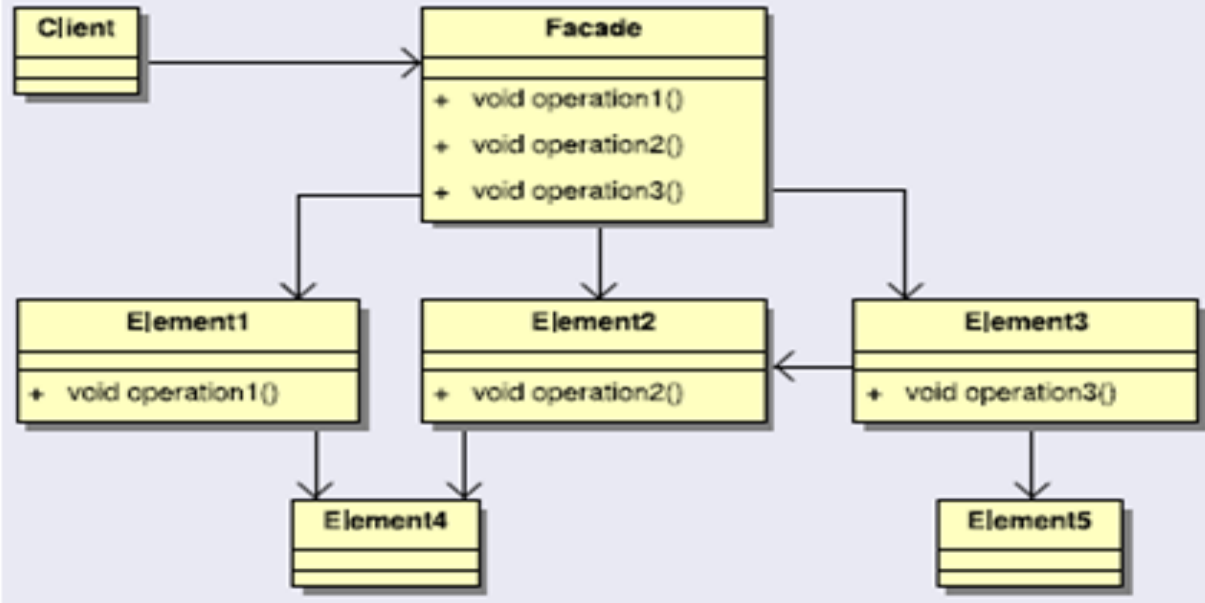 Client
Facade
+ void operation1()
+ void operation2()
+ void operation3()
Element1
+ void operation1()
Element2
+ void operation2()
Element3
+ void operation3()
Element4
Element5